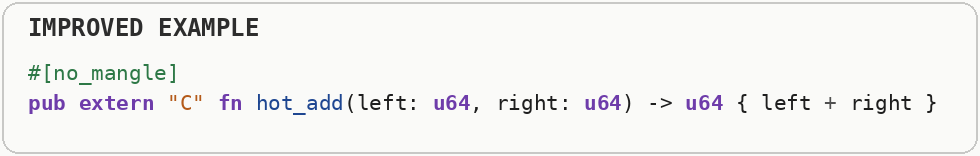 IMPROVED EXAMPLE
#[no_mangle]
pub extern "C" fn hot_add(left: u64, right: u64) -> u64 { left + right }